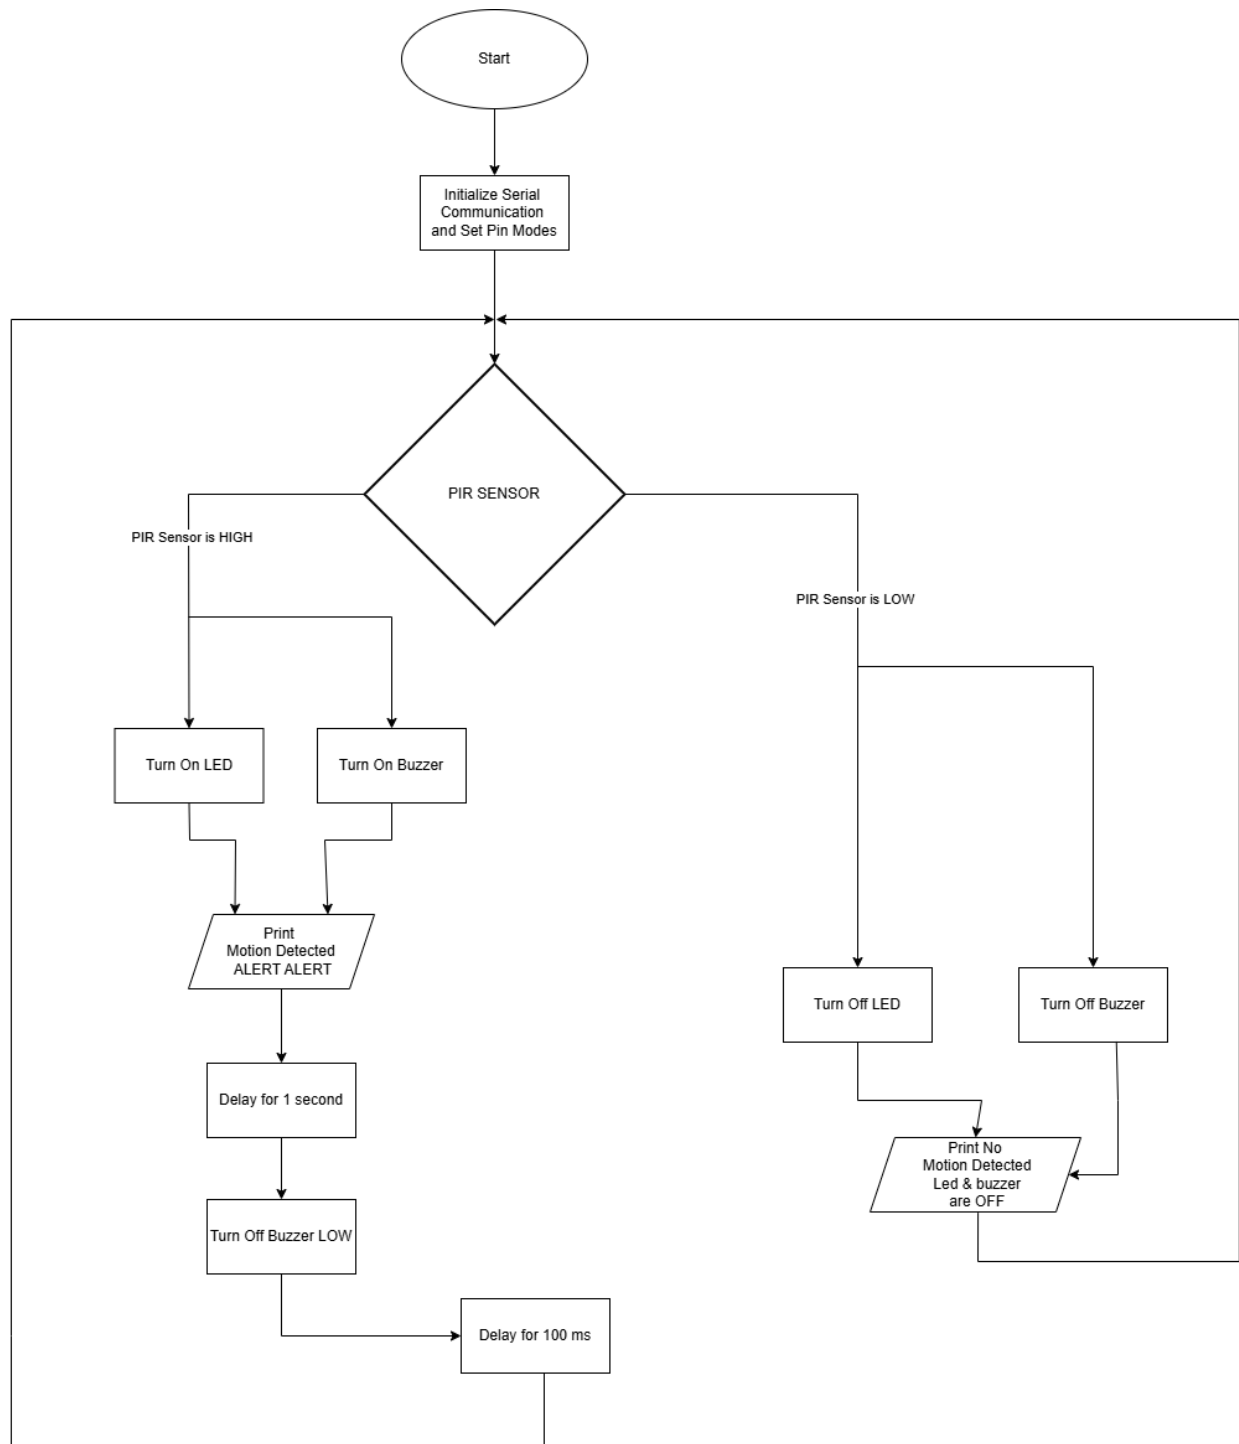 Start
Initialize Serial
Communication
and Set Pin Modes
PIR SENSOR
PIR Sensor is HIGH
PIR Sensor is LOW
Turn On LED
Turn On Buzzer
Print
Motion Detected
ALERT ALERT
Turn Off LED
Turn Off Buzzer
Delay for 1 second
Print No
Motion Detected
Led & buzzer
are OFF
Turn Off Buzzer LOW
Delay for 100 ms